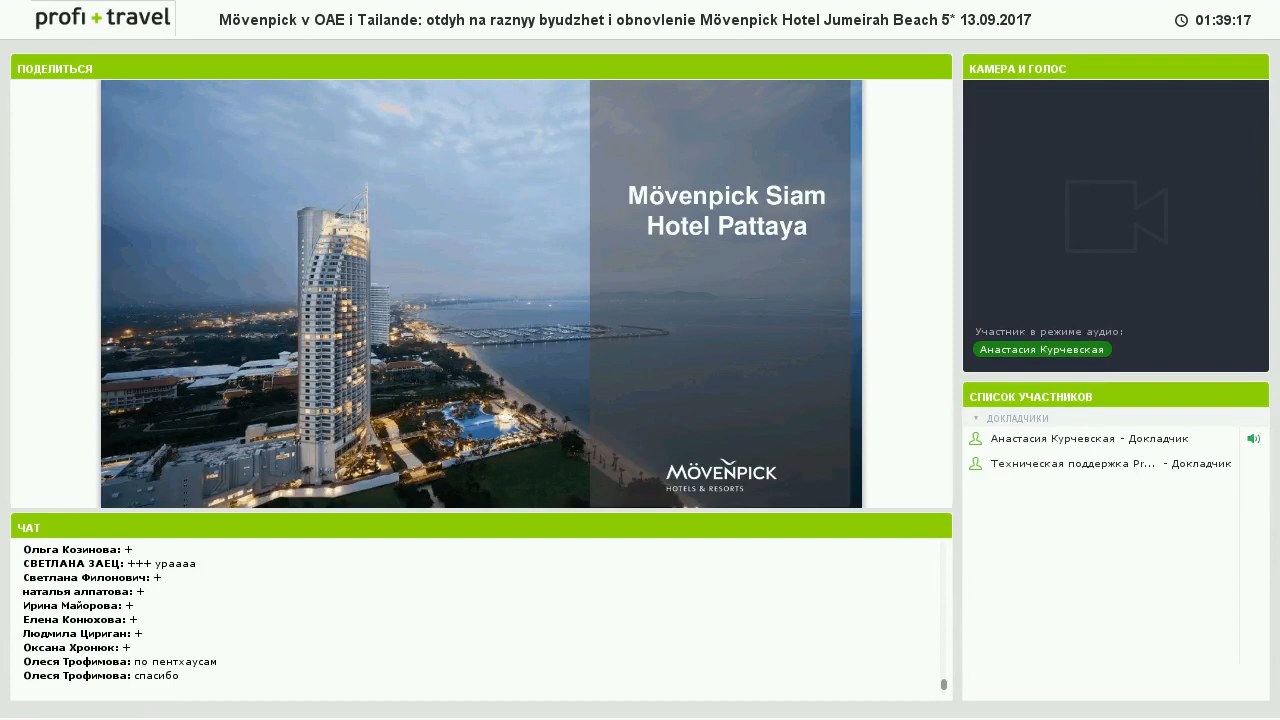 profi + travel
Mövenpick v OAE i Tailande: otdyh na raznyy byudzhet i obnovlenie Mövenpick Hotel Jumeirah Beach 5* 13.09.2017
01:39:17
ПОДЕЛИТЬСЯ
Mövenpick Siam
Hotel Pattaya
MÖVENPICK
HOTELS & RESORTS
ЧАТ
Ольга Козинова: +
СВЕТЛАНА ЗАЕЦ: +++ ураааа
Светлана Филонович: +
наталья алпатова: +
Ирина Майорова: +
Елена Конюхова: +
Людмила Цириган: +
Оксана Хронюк: +
Олеся Трофимова: по пентхаусам
Олеся Трофимова: спасибо
КАМЕРА И ГОЛОС
Участник в режиме аудио:
Анастасия Курчевская
СПИСОК УЧАСТНИКОВ
ДОКЛАДЧИКИ
Анастасия Курчевская - Докладчик
Техническая поддержка Pr... - Докладчик